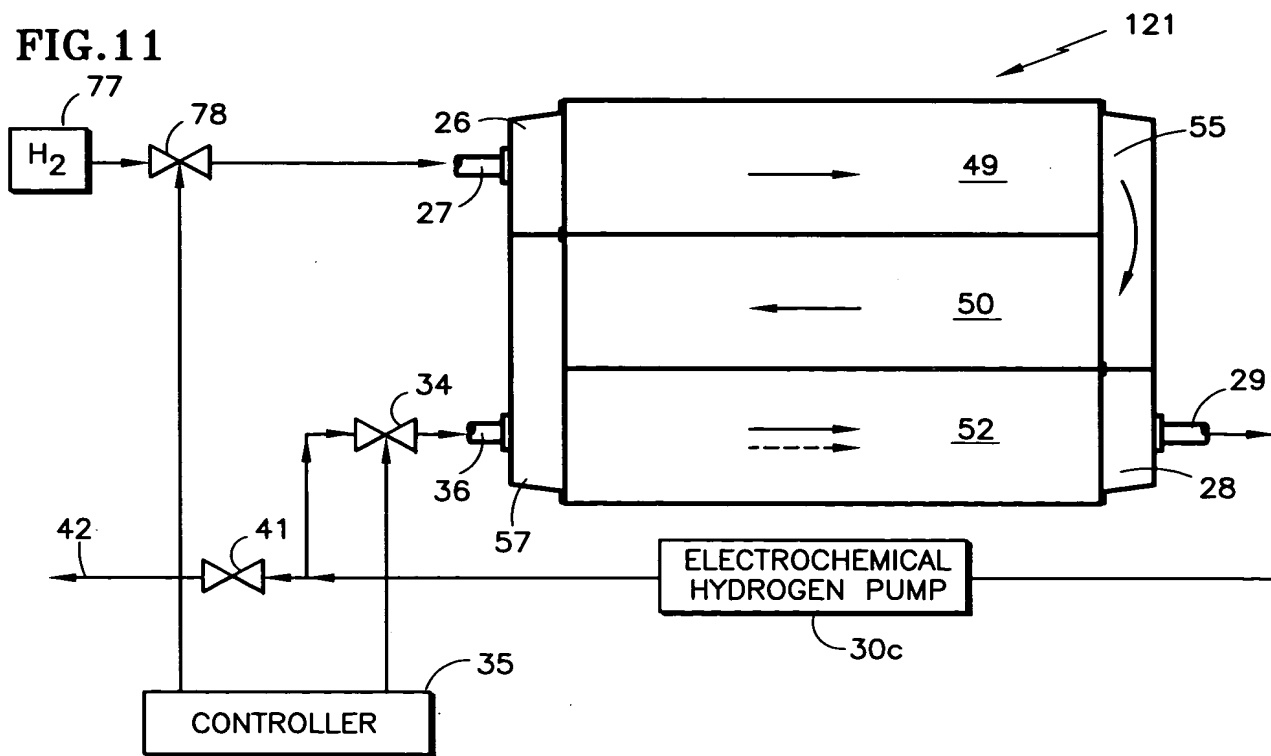 FIG.11
121
77
78
26
55
H2
49
27
50
34
29
52
36
28
42
41
57
ELECTROCHEMICAL
HYDROGEN PUMP
30c
35
CONTROLLER